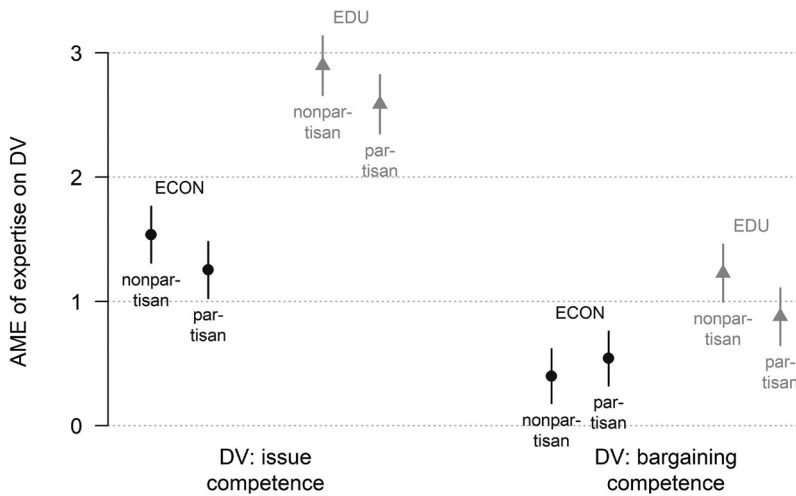 EDU
3
nonpar-
tisan
par-
tisan
2
ECON
nonpar-
tisan
par-
tisan
EDU
1
nonpar-
tisan
ECON
par-
tisan
par-
tisan
nonpar-
tisan
0
AME of expertise on DV
DV: issue
competence
DV: bargaining
competence